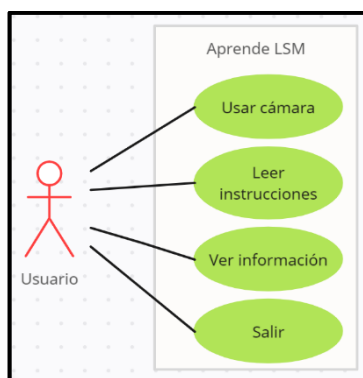 Aprende LSM
Usar cámara
Leer
instrucciones
Ver información
Usuario
Salir